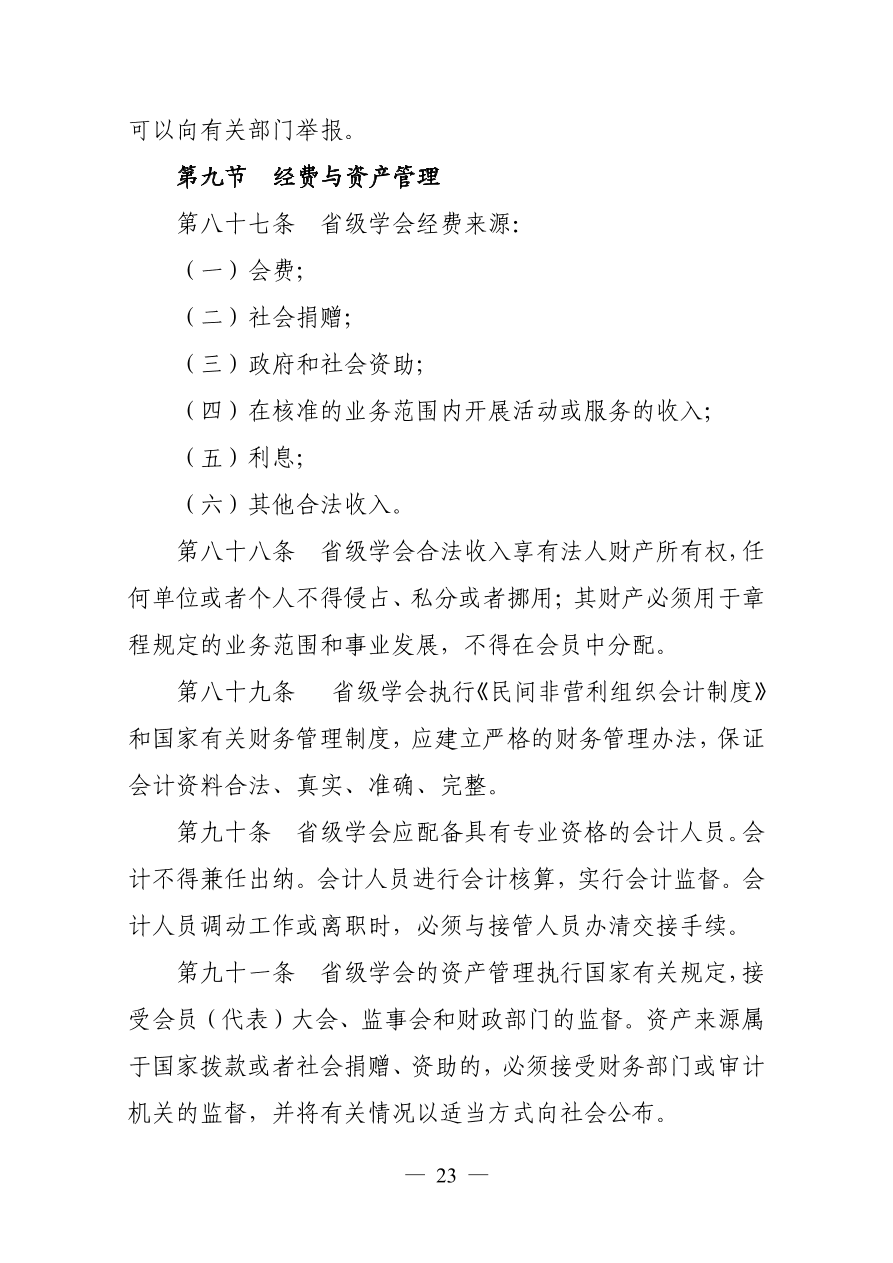 可以向有关部门举报。
第九节　经费与资产管理
第八十七条　省级学会经费来源：
（一）会费；
（二）社会捐赠；
（三）政府和社会资助；
（四）在核准的业务范围内开展活动或服务的收入；
（五）利息；
（六）其他合法收入。
第八十八条　省级学会合法收入享有法人财产所有权，任
何单位或者个人不得侵占、私分或者挪用；其财产必须用于章
程规定的业务范围和事业发展，不得在会员中分配。
第八十九条　 省级学会执行《民间非营利组织会计制度》
和国家有关财务管理制度，应建立严格的财务管理办法，保证
会计资料合法、真实、准确、完整。
第九十条　省级学会应配备具有专业资格的会计人员。会
计不得兼任出纳。会计人员进行会计核算，实行会计监督。会
计人员调动工作或离职时，必须与接管人员办清交接手续。
第九十一条　省级学会的资产管理执行国家有关规定，接
受会员（代表）大会、监事会和财政部门的监督。资产来源属
于国家拨款或者社会捐赠、资助的，必须接受财务部门或审计
机关的监督，并将有关情况以适当方式向社会公布。
— 23 —